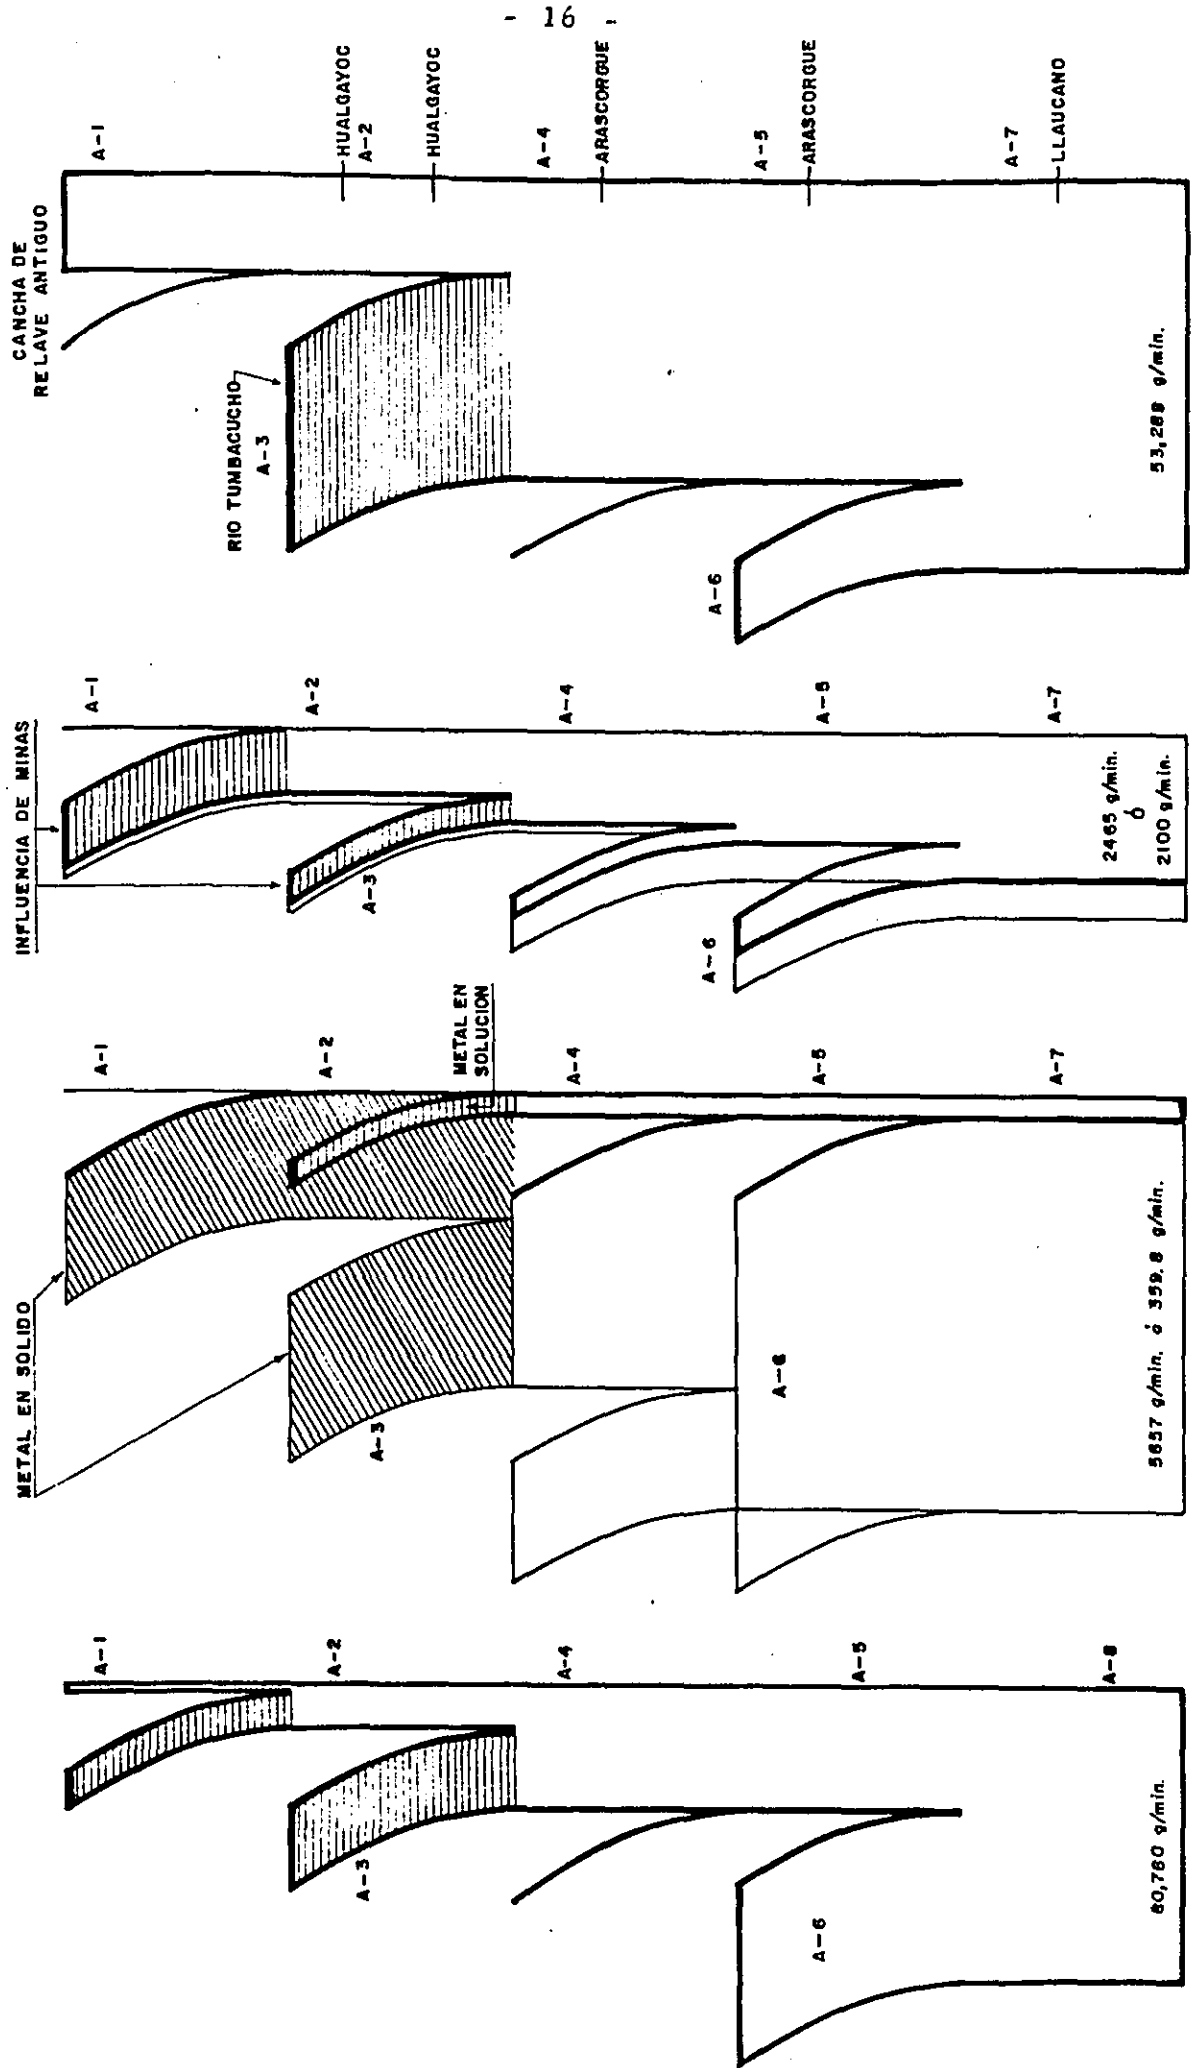 - 16 -
CANCHA DE
RELAVE ANTIGUO
A-1
HUALGAYOC
A-2
HUALGAYOC
RIO TUMBACUCHO
A-3
A-4
ARASCORGUE
A-5
ARASCORGUE
A-6
A-7
LLAUCANO
53,288 g/min.
INFLUENCIA DE MINAS
A-1
A-2
A-3
A-4
A-5
A-6
A-7
2465 g/min.
ó
2100 g/min.
METAL EN SOLIDO
A-1
A-2
METAL EN
SOLUCION
A-3
A-4
A-5
A-6
A-7
5657 g/min. ó 359.8 g/min.
A-1
A-2
A-3
A-4
A-5
A-6
A-8
80,760 g/min.